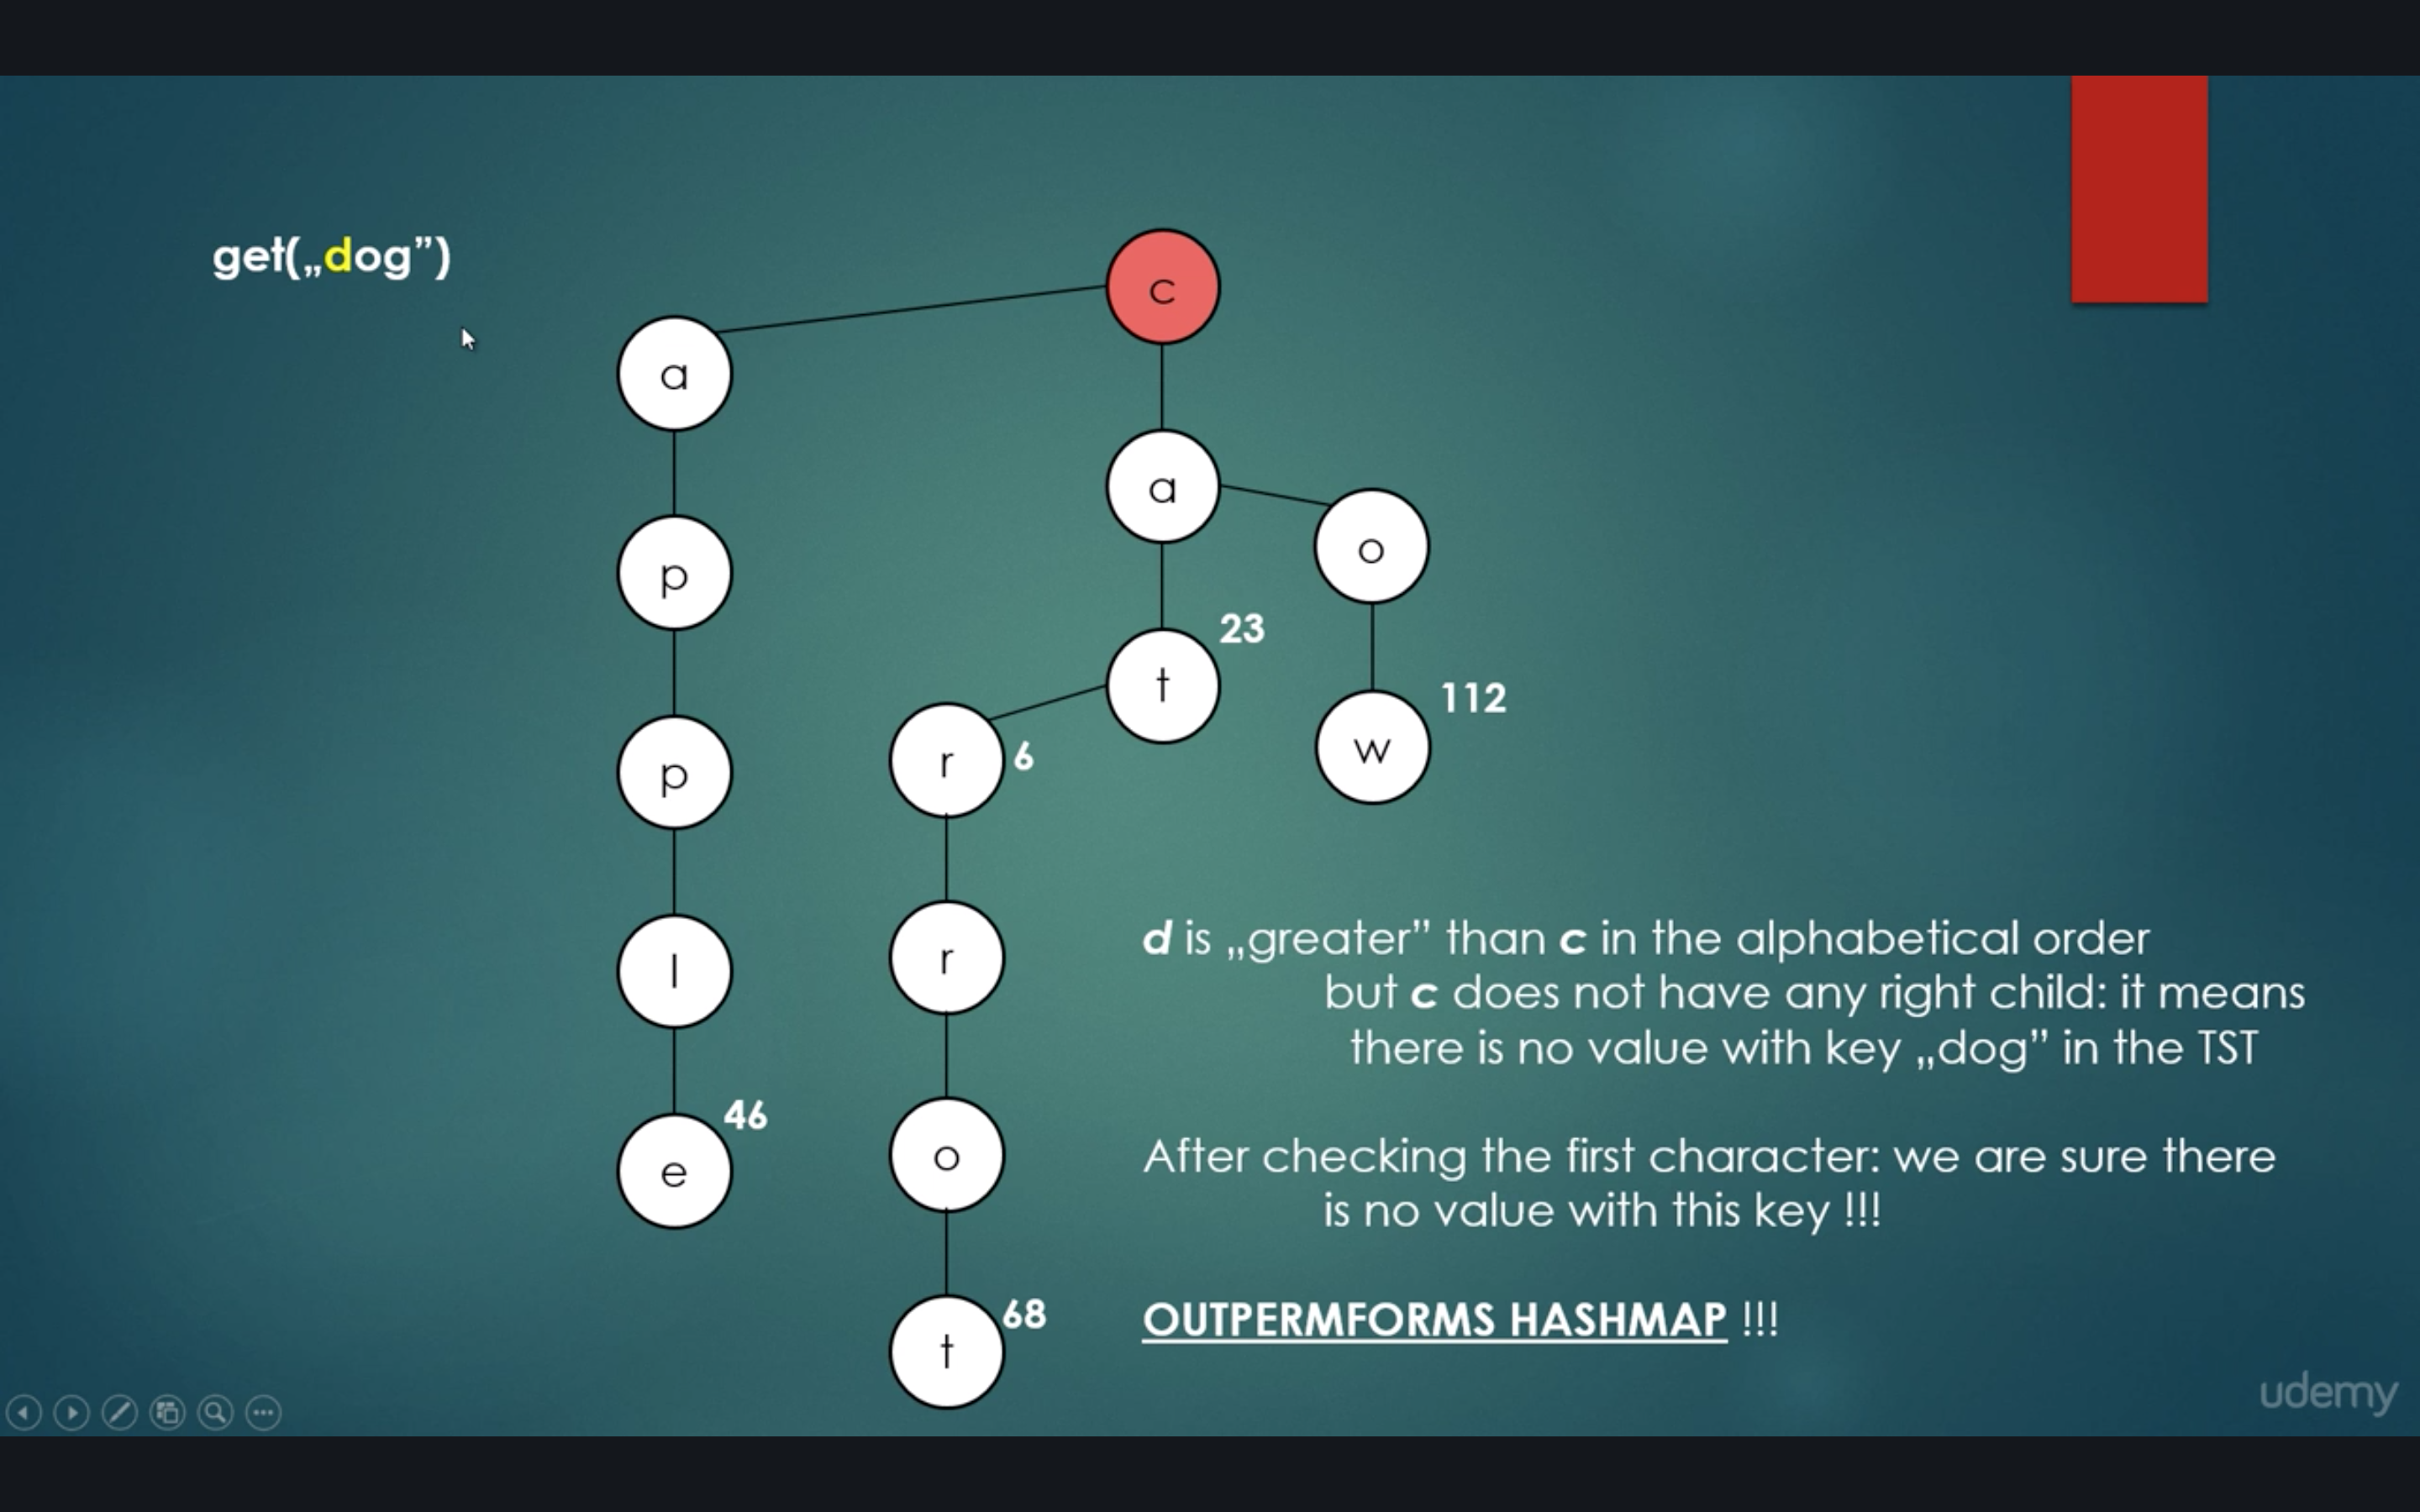 get(„dog”)
c
a
a
o
p
t
23
r
6
w
112
p
l
r
e
46
o
t
68
d is „greater” than c in the alphabetical order
but c does not have any right child: it means
there is no value with key „dog” in the TST
After checking the first character: we are sure there
is no value with this key !!!
OUTPERMFORMS HASHMAP !!!
udemy